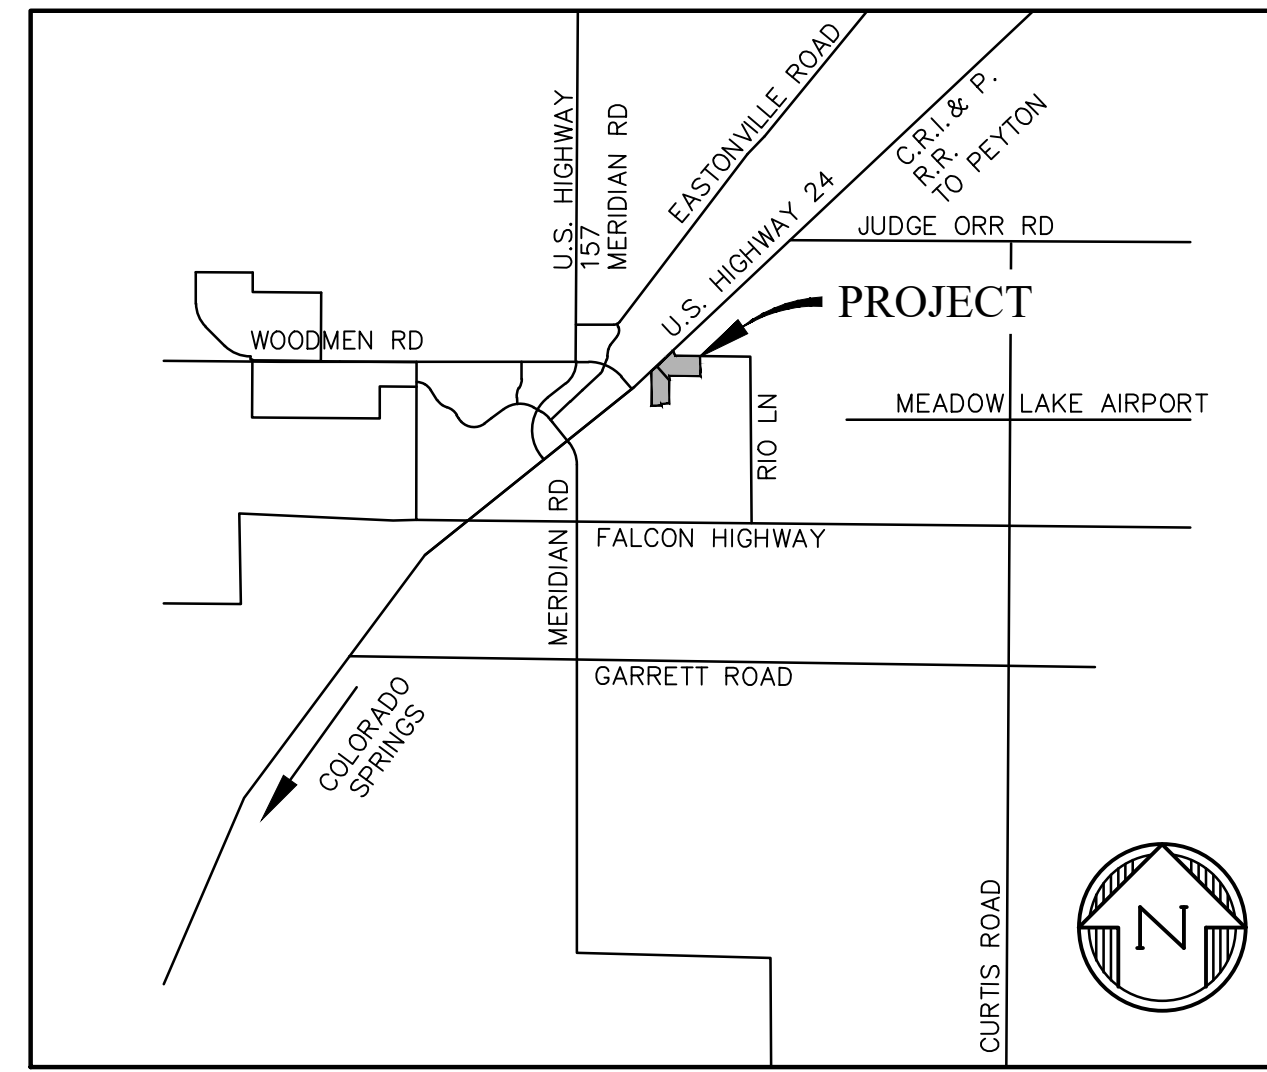 U.S. HIGHWAY
157
MERIDIAN RD
EASTONVILLE ROAD
U.S. HIGHWAY 24
C.R.I.& P.
R.R.
TO PEYTON
JUDGE ORR RD
PROJECT
WOODMEN RD
MEADOW LAKE AIRPORT
RIO LN
MERIDIAN RD
FALCON HIGHWAY
GARRETT ROAD
COLORADO
SPRINGS
CURTIS ROAD
N